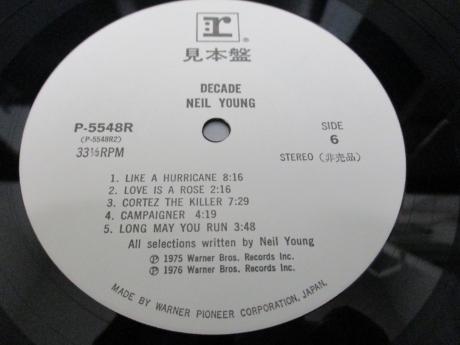 r
見本盤
DECADE
NEIL YOUNG
P-5548R
(P-5548R2)
33⅓RPM
SIDE
6
STEREO (非売品)
1. LIKE A HURRICANE 8:16
2. LOVE IS A ROSE 2:16
3. CORTEZ THE KILLER 7:29
4. CAMPAIGNER 4:19
5. LONG MAY YOU RUN 3:48
All selections written by Neil Young
℗ 1975 Warner Bros. Records Inc.
℗ 1976 Warner Bros. Records Inc.
MADE BY WARNER PIONEER CORPORATION, JAPAN.